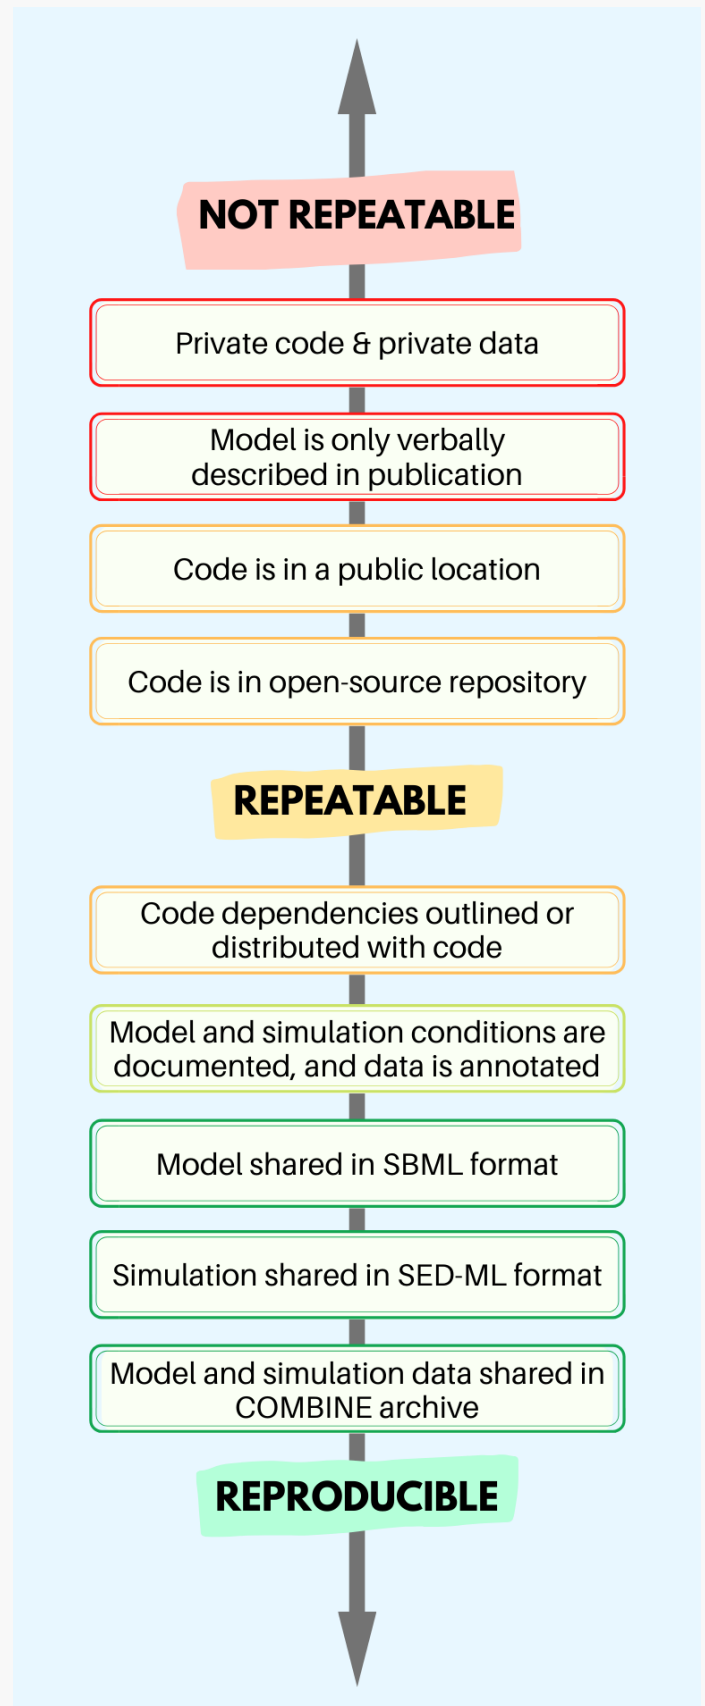 NOT REPEATABLE
Private code & private data
Model is only verbally
described in publication
Code is in a public location
Code is in open-source repository
REPEATABLE
Code dependencies outlined or
distributed with code
Model and simulation conditions are
documented, and data is annotated
Model shared in SBML format
Simulation shared in SED-ML format
Model and simulation data shared in
COMBINE archive
REPRODUCIBLE